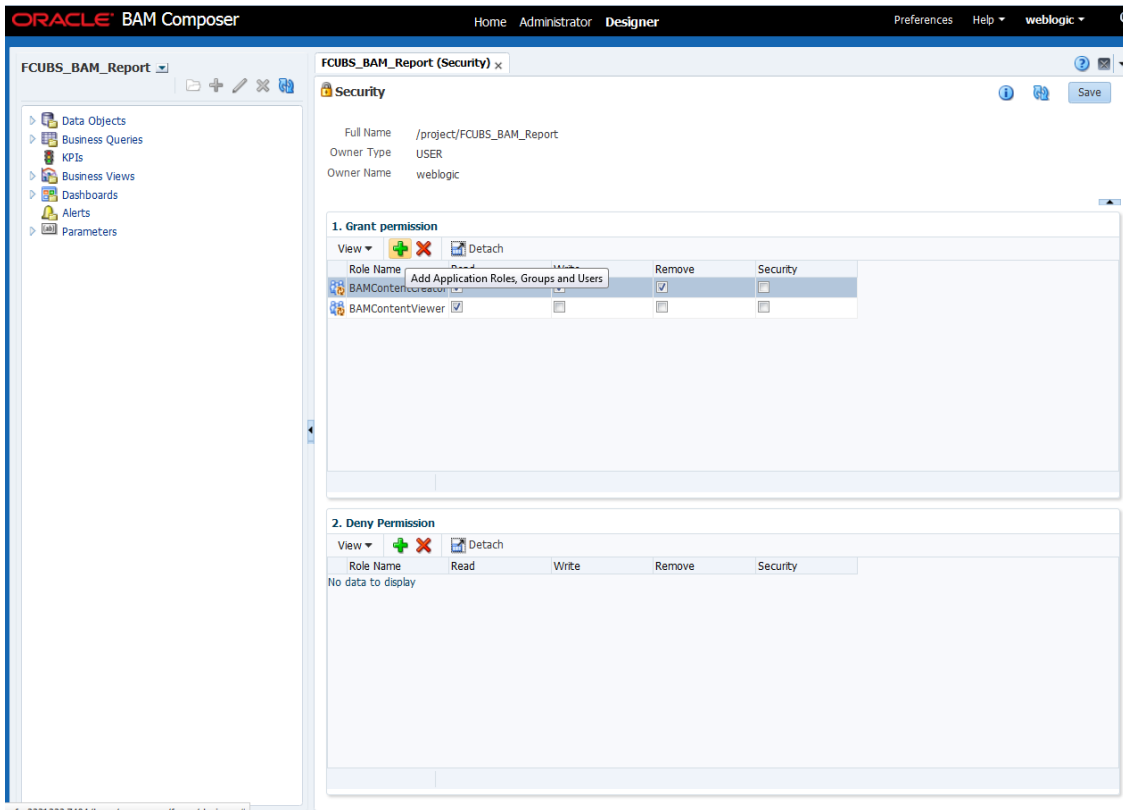 ORACLE BAM Composer
Home Administrator Designer
Preferences Help weblogic
FCUBS_BAM_Report
Data Objects
Business Queries
KPIs
Business Views
Dashboards
Alerts
Parameters
FCUBS_BAM_Report (Security) x
Security
Save
Full Name /project/FCUBS_BAM_Report
Owner Type USER
Owner Name weblogic
1. Grant permission
View Detach
Role Name Remove Security
Add Application Roles, Groups and Users
BAMContentCreator
BAMContentViewer
2. Deny Permission
View Detach
Role Name Read Write Remove Security
No data to display